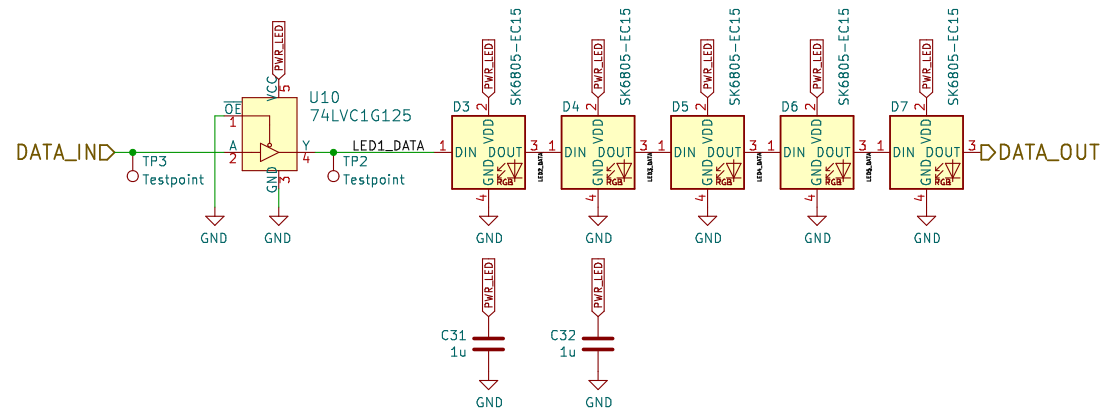 PWR_LED
VCC
5
U10
74LVC1G125
OE
1
DATA_IN
TP3
Testpoint
A
2
Y
4
GND
3
LED1_DATA
TP2
Testpoint
GND
GND
PWR_LED
SK6805-EC15
D3
2
1
DIN
VDD
DOUT
3
GND
RGB
4
GND
LED2_DATA
PWR_LED
SK6805-EC15
D4
2
1
DIN
VDD
DOUT
3
GND
RGB
4
GND
LED3_DATA
PWR_LED
SK6805-EC15
D5
2
1
DIN
VDD
DOUT
3
GND
RGB
4
GND
LED4_DATA
PWR_LED
SK6805-EC15
D6
2
1
DIN
VDD
DOUT
3
GND
RGB
4
GND
LED5_DATA
PWR_LED
SK6805-EC15
D7
2
1
DIN
VDD
DOUT
3
GND
RGB
4
GND
DATA_OUT
PWR_LED
C31
1u
GND
PWR_LED
C32
1u
GND